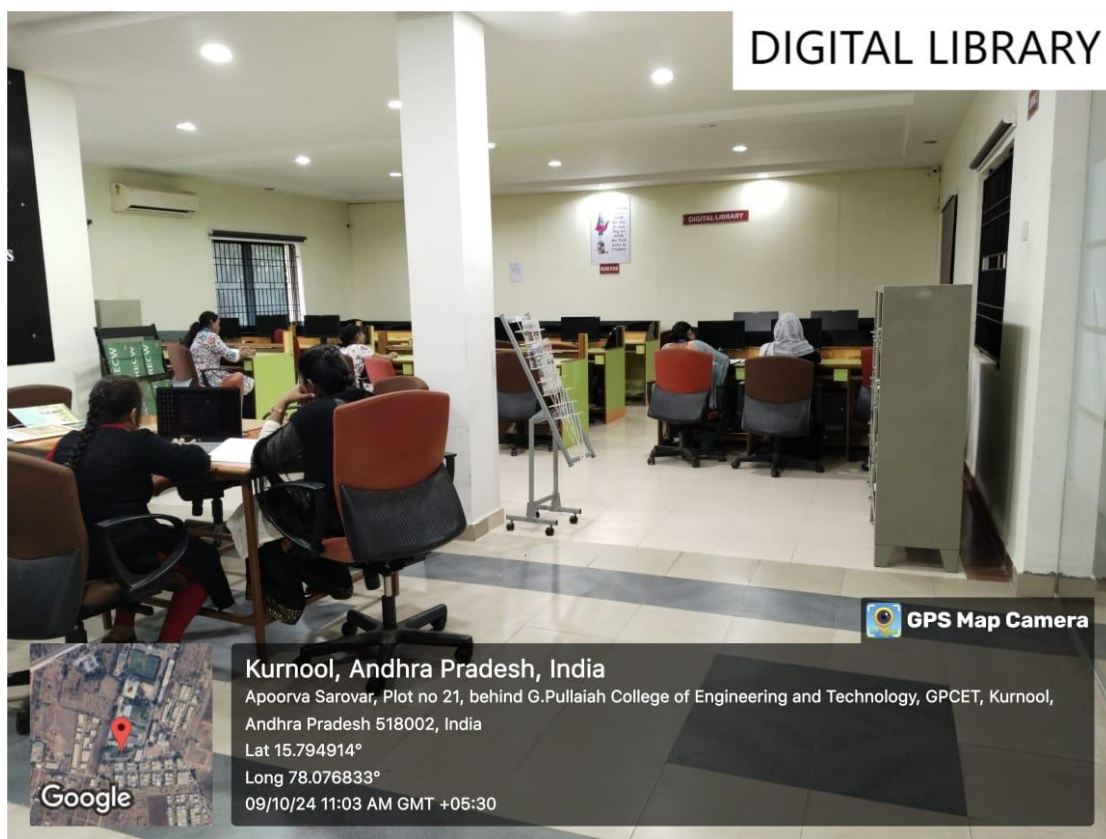 DIGITAL LIBRARY
DIGITAL LIBRARY
GPS Map Camera
Kurnool, Andhra Pradesh, India
Apoorva Sarovar, Plot no 21, behind G.Pullaiah College of Engineering and Technology, GPCET, Kurnool,
Andhra Pradesh 518002, India
Lat 15.794914°
Long 78.076833°
09/10/24 11:03 AM GMT +05:30
Google